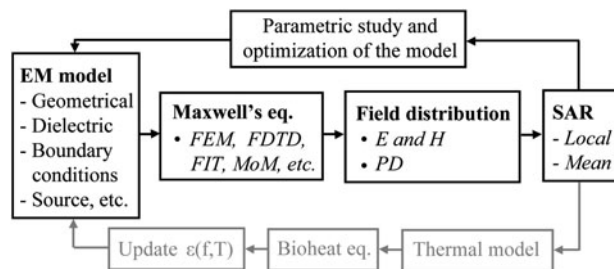 Parametric study and
optimization of the model
EM model
- Geometrical
- Dielectric
- Boundary
conditions
- Source, etc.
Maxwell's eq.
• FEM, FDTD,
FIT, MoM, etc.
Field distribution
• E and H
• PD
SAR
- Local
- Mean
Update ε(f,T)
Bioheat eq.
Thermal model